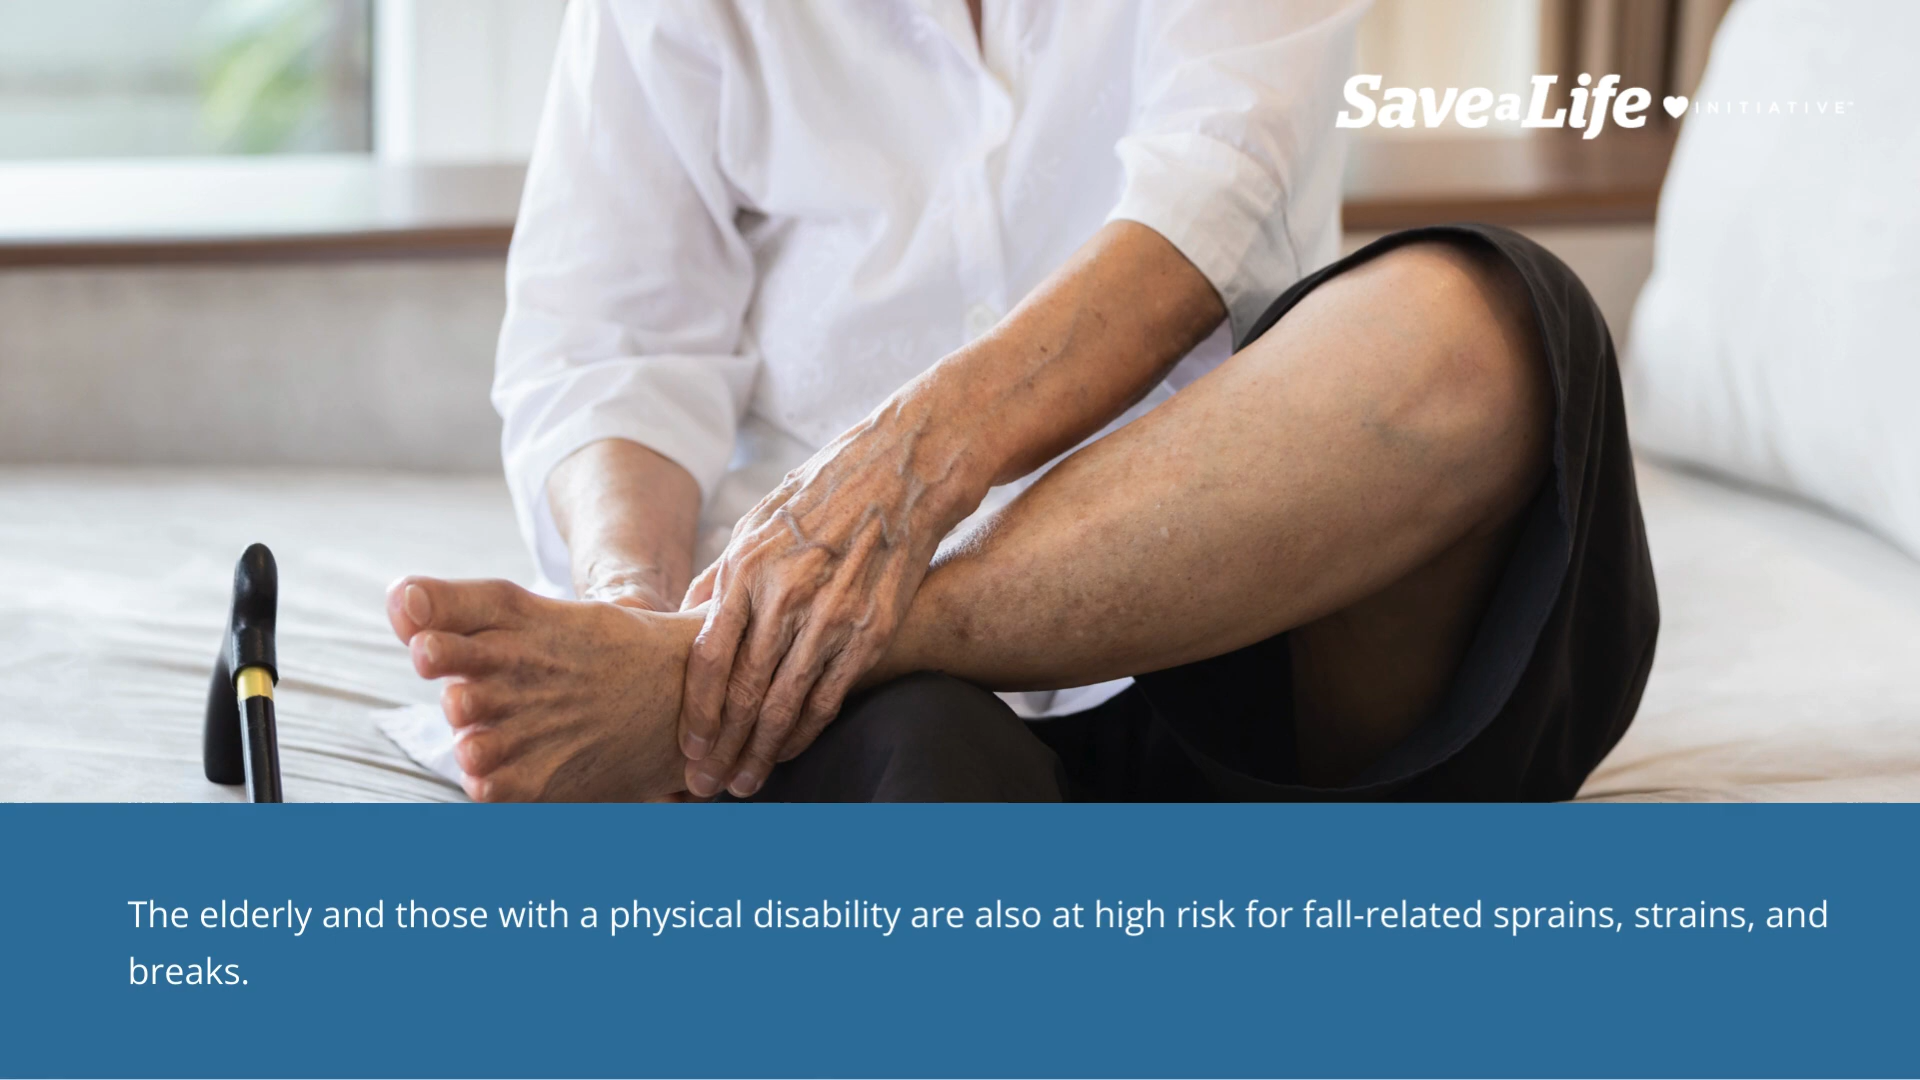 SaveaLife INITIATIVE™
The elderly and those with a physical disability are also at high risk for fall-related sprains, strains, and
breaks.